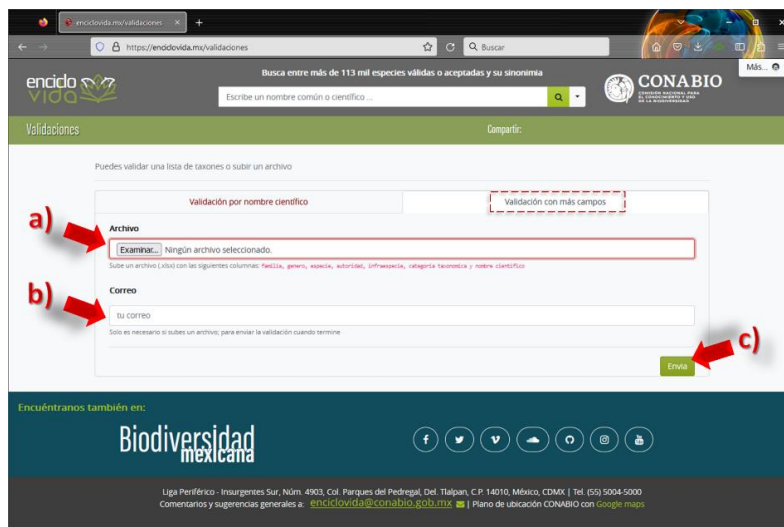 enciclovida.mx/validaciones
https://enciclovida.mx/validaciones
Buscar
Más...
enciclo
vida
Busca entre más de 113 mil especies válidas o aceptadas y su sinonimia
Escribe un nombre común o científico ...
CONABIO
COMISIÓN NACIONAL PARA
EL CONOCIMIENTO Y USO
DE LA BIODIVERSIDAD
Validaciones
Compartir:
Puedes validar una lista de taxones o subir un archivo
Validación por nombre científico
Validación con más campos
a)
Archivo
Examinar... Ningún archivo seleccionado.
Sube un archivo (.xlsx) con las siguientes columnas: familia, genero, especie, autoridad, infraespecie, categoria taxonomica y nombre cientifico
b)
Correo
tu correo
Solo es necesario si subes un archivo; para enviar la validación cuando termine
c)
Envia
Encuéntranos también en:
Biodiversidad
mexicana
Liga Periférico - Insurgentes Sur, Núm. 4903, Col. Parques del Pedregal, Del. Tlalpan, C.P. 14010, México, CDMX | Tel. (55) 5004-5000
Comentarios y sugerencias generales a: enciclovida@conabio.gob.mx | Plano de ubicación CONABIO con Google maps